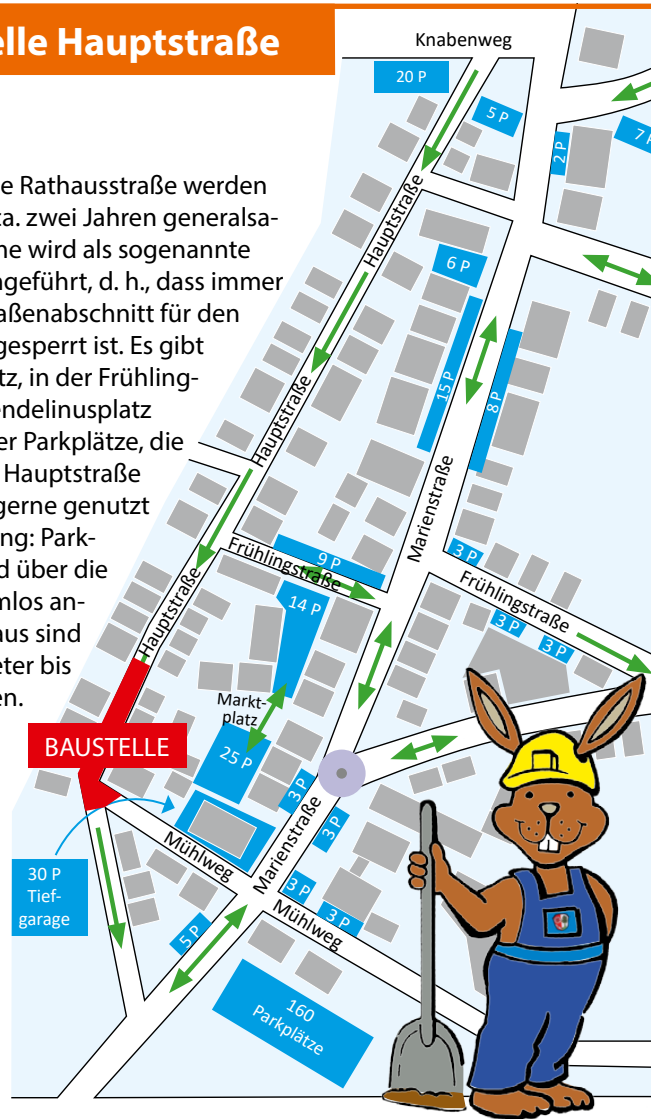 elle Hauptstraße
e Rathausstraße werden
ta. zwei Jahren generalsa-
ne wird als sogenannte
ngeführt, d. h., dass immer
raßenabschnitt für den
gesperrt ist. Es gibt
tz, in der Frühling-
endelinusplatz
er Parkplätze, die
Hauptstraße
gerne genutzt
ng: Park-
d über die
mlos an-
aus sind
eter bis
en.
Knabenweg
20 P
5 P
2 P
7 P
Hauptstraße
6 P
15 P
8 P
Hauptstraße
Marienstraße
3 P
Frühlingstraße
9 P
Frühlingstraße
3 P
3 P
14 P
Hauptstraße
Markt-
platz
BAUSTELLE
25 P
3 P
Marienstraße
3 P
Mühlweg
30 P
Tief-
garage
3 P
3 P
Mühlweg
5 P
160
Parkplätze